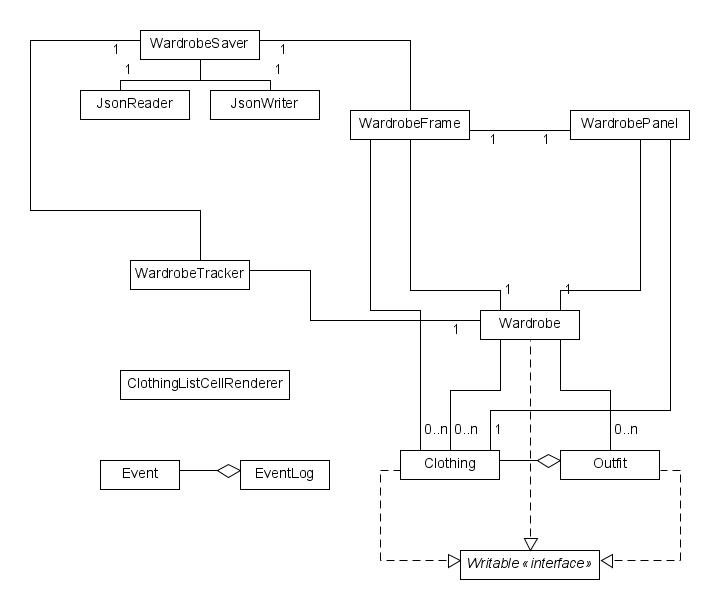 WardrobeSaver
1
1
1
1
JsonReader
JsonWriter
WardrobeFrame
WardrobePanel
1
1
WardrobeTracker
1
1
Wardrobe
1
ClothingListCellRenderer
0..n
0..n
1
0..n
Clothing
Outfit
Event
EventLog
Writable « interface»